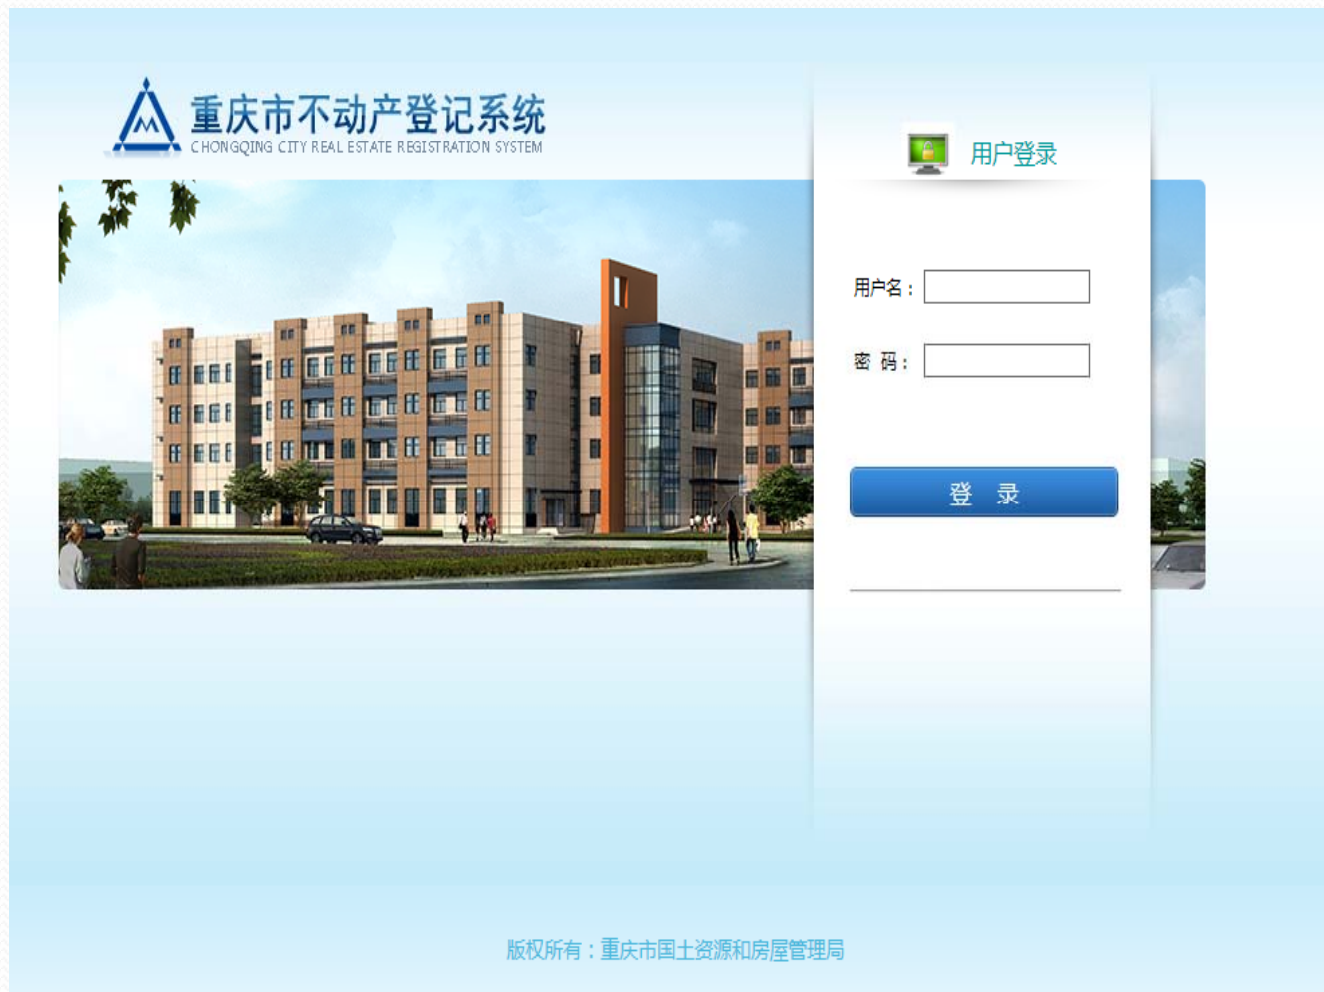 重庆市不动产登记系统
CHONGQING CITY REAL ESTATE REGISTRATION SYSTEM
用户登录
用户名：
密 码：
登 录
版权所有：重庆市国土资源和房屋管理局